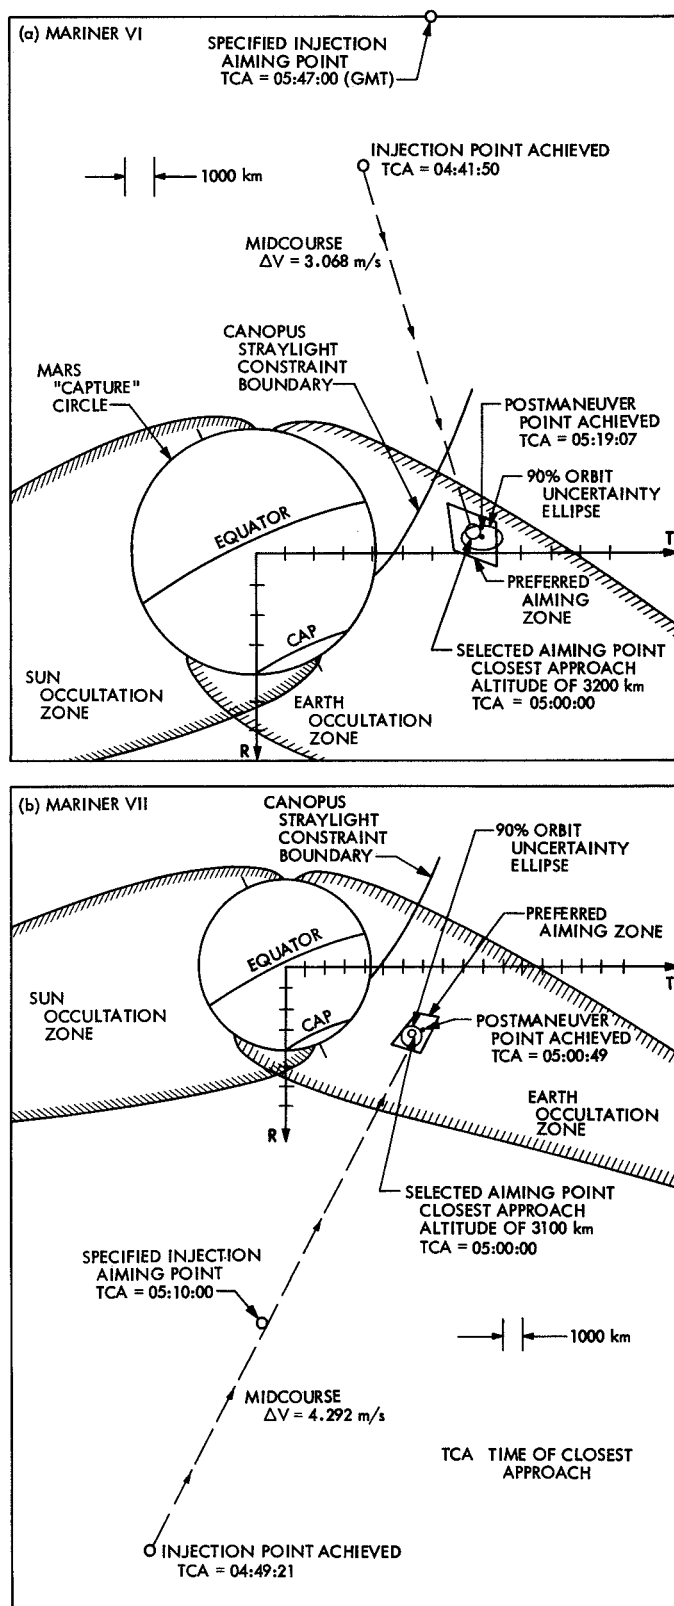 (a) MARINER VI
SPECIFIED INJECTION
AIMING POINT
TCA = 05:47:00 (GMT)
INJECTION POINT ACHIEVED
TCA = 04:41:50
1000 km
MIDCOURSE
ΔV = 3.068 m/s
CANOPUS
STRAYLIGHT
CONSTRAINT
BOUNDARY
MARS
"CAPTURE"
CIRCLE
POSTMANEUVER
POINT ACHIEVED
TCA = 05:19:07
90% ORBIT
UNCERTAINTY
ELLIPSE
EQUATOR
T
PREFERRED
AIMING
ZONE
CAP
SELECTED AIMING POINT
CLOSEST APPROACH
ALTITUDE OF 3200 km
TCA = 05:00:00
SUN
OCCULTATION
ZONE
EARTH
OCCULTATION
ZONE
R
(b) MARINER VII
CANOPUS
STRAYLIGHT
CONSTRAINT
BOUNDARY
90% ORBIT
UNCERTAINTY
ELLIPSE
PREFERRED
AIMING ZONE
EQUATOR
T
SUN
OCCULTATION
ZONE
CAP
POSTMANEUVER
POINT ACHIEVED
TCA = 05:00:49
EARTH
OCCULTATION
ZONE
R
SELECTED AIMING POINT
CLOSEST APPROACH
ALTITUDE OF 3100 km
TCA = 05:00:00
SPECIFIED INJECTION
AIMING POINT
TCA = 05:10:00
1000 km
MIDCOURSE
ΔV = 4.292 m/s
TCA TIME OF CLOSEST
APPROACH
INJECTION POINT ACHIEVED
TCA = 04:49:21